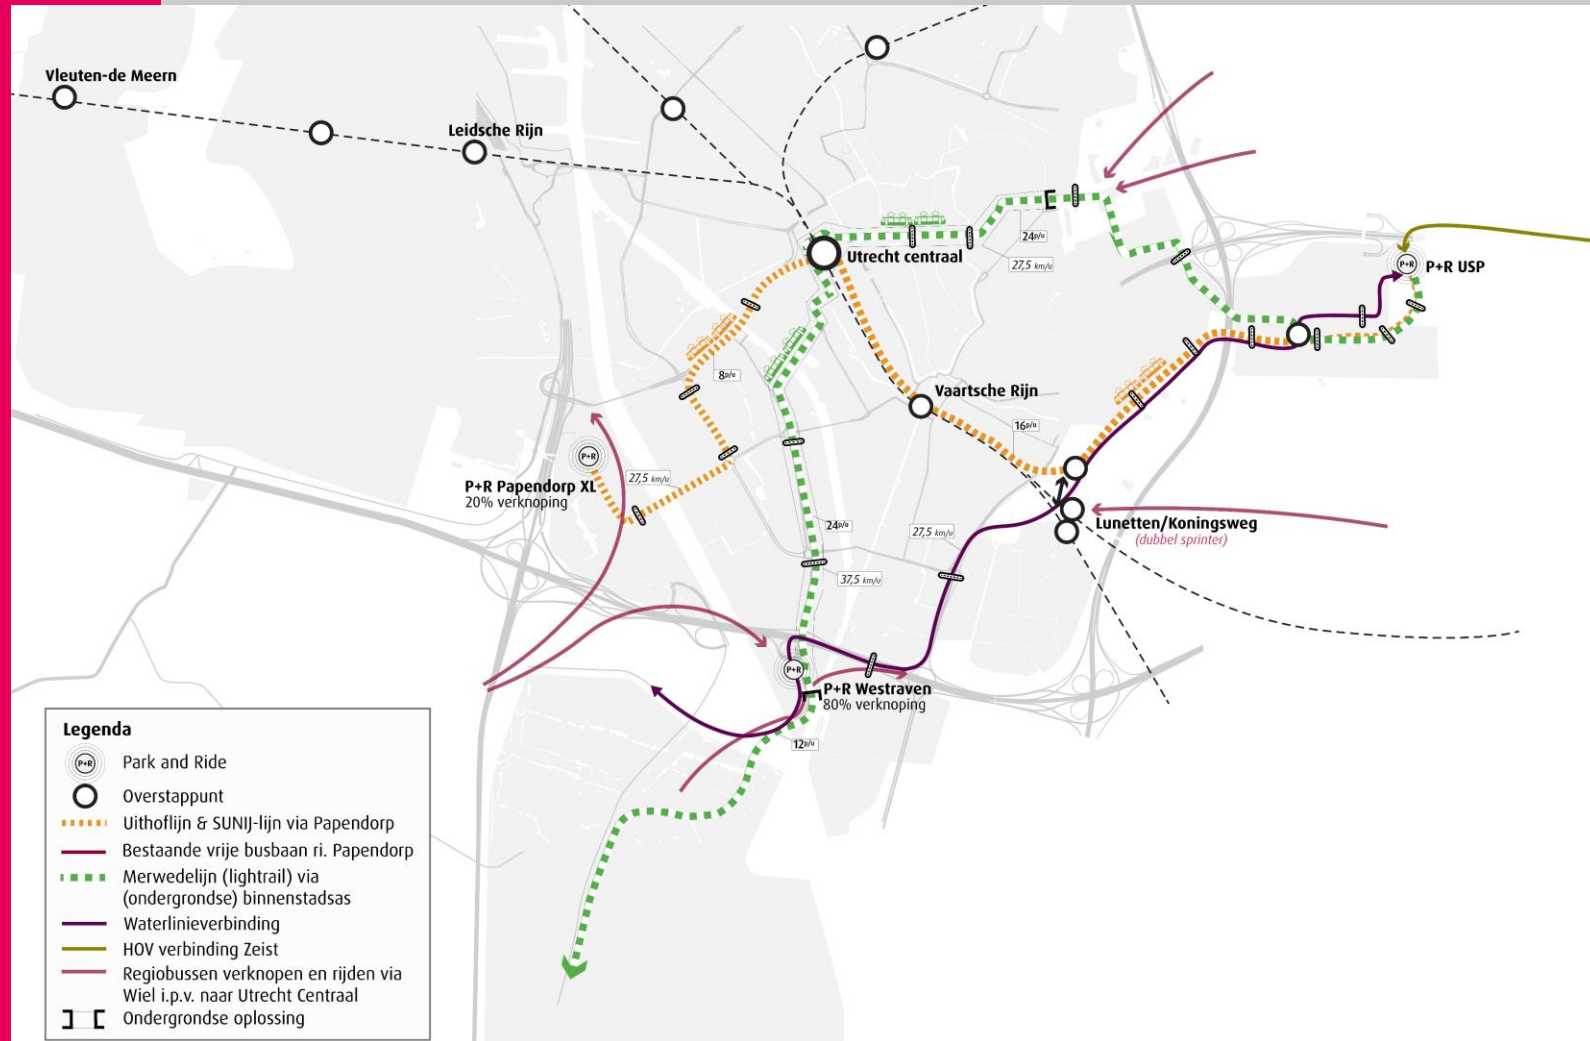 Vleuten-de Meern
Leidsche Rijn
Utrecht centraal
24p/u
27,5 km/u
P+R
P+R USP
8p/u
Vaartsche Rijn
16p/u
P+R
P+R Papendorp XL
20% verknoping
27,5 km/u
24p/u
27,5 km/u
Lunetten/Koningsweg
(dubbel sprinter)
37,5 km/u
P+R
P+R Westraven
80% verknoping
12p/u
Legenda
P+R
Park and Ride
Overstappunt
Uithoflijn & SUNIJ-lijn via Papendorp
Bestaande vrije busbaan ri. Papendorp
Merwedelijn (lightrail) via
(ondergrondse) binnenstadsas
Waterlinieverbinding
HOV verbinding Zeist
Regiobussen verknopen en rijden via
Wiel i.p.v. naar Utrecht Centraal
Ondergrondse oplossing